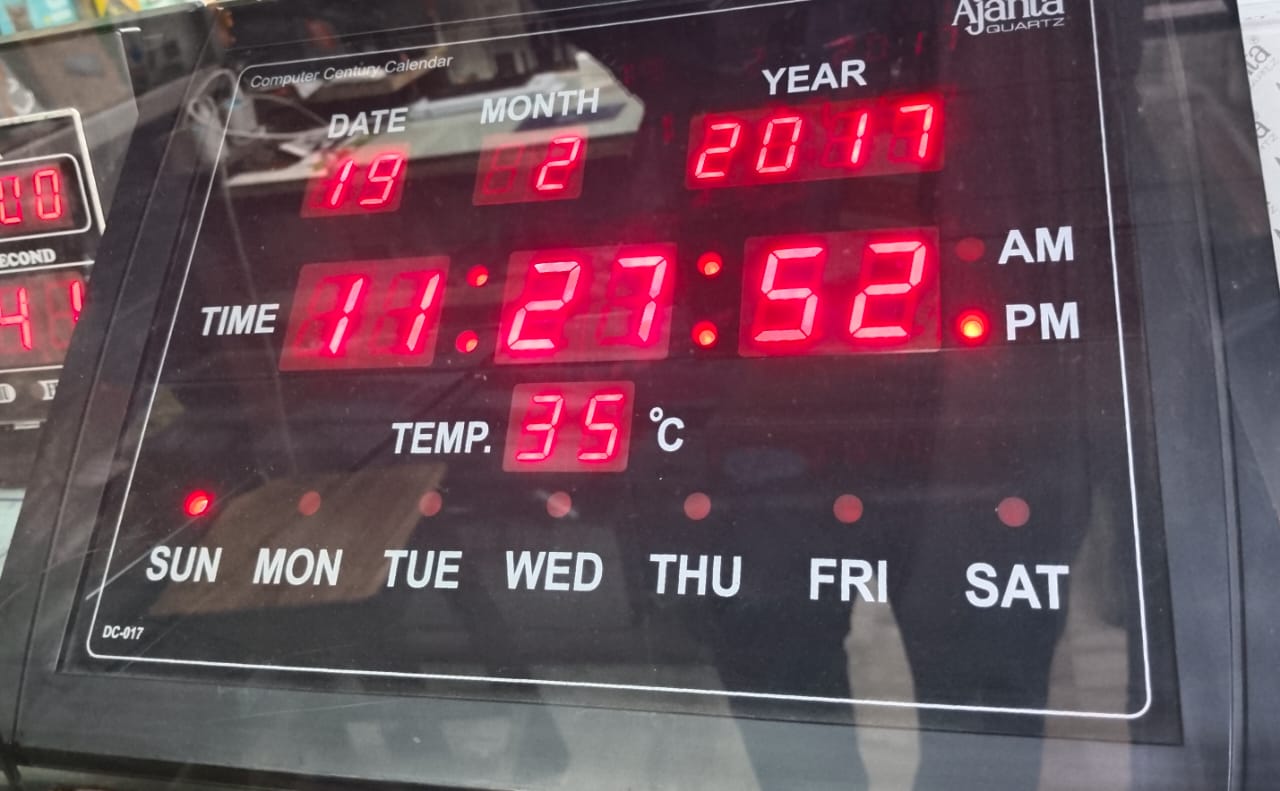 Ajanta
QUARTZ
Computer Century Calendar
DATE MONTH YEAR
19 2 2017
TIME 11:27:52 AM
PM
TEMP. 35 °C
SUN MON TUE WED THU FRI SAT
DC-017